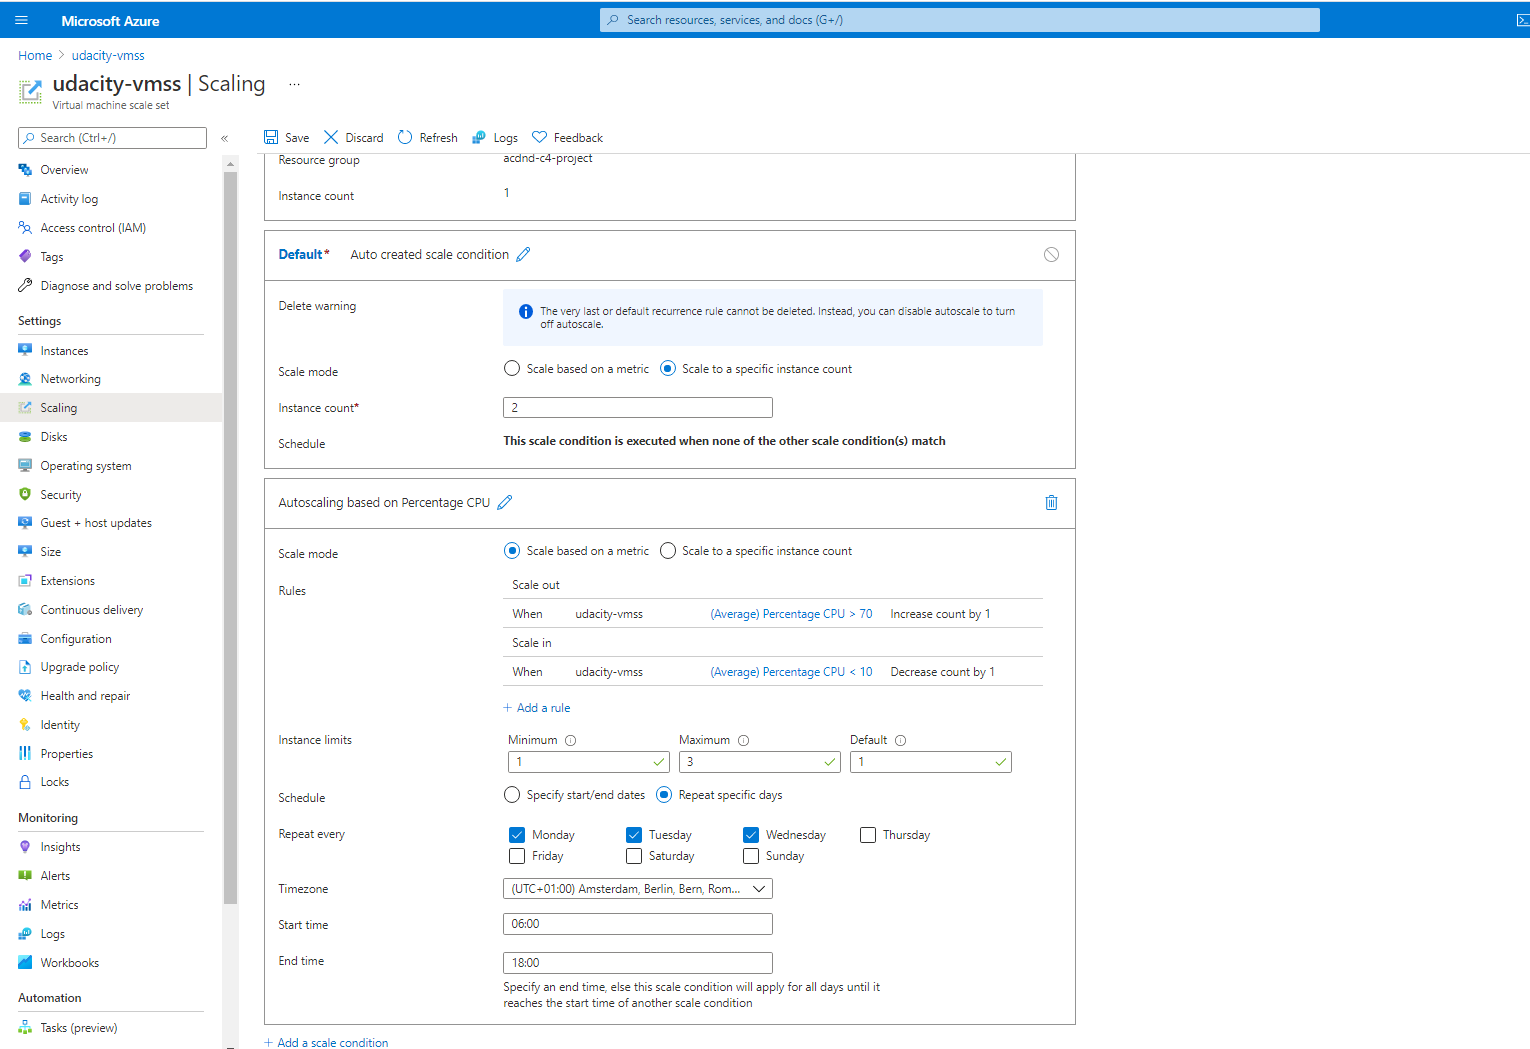 Microsoft Azure
Search resources, services, and docs (G+/)
Home > udacity-vmss
udacity-vmss | Scaling ...
Virtual machine scale set
Search (Ctrl+/)
«
Overview
Activity log
Access control (IAM)
Tags
Diagnose and solve problems
Settings
Instances
Networking
Scaling
Disks
Operating system
Security
Guest + host updates
Size
Extensions
Continuous delivery
Configuration
Upgrade policy
Health and repair
Identity
Properties
Locks
Monitoring
Insights
Alerts
Metrics
Logs
Workbooks
Automation
Tasks (preview)
Save Discard Refresh Logs Feedback
Resource group acdnd-c4-project
Instance count 1
Default* Auto created scale condition
Delete warning
The very last or default recurrence rule cannot be deleted. Instead, you can disable autoscale to turn
off autoscale.
Scale mode Scale based on a metric Scale to a specific instance count
Instance count* 2
Schedule This scale condition is executed when none of the other scale condition(s) match
Autoscaling based on Percentage CPU
Scale mode Scale based on a metric Scale to a specific instance count
Rules
Scale out
When udacity-vmss (Average) Percentage CPU > 70 Increase count by 1
Scale in
When udacity-vmss (Average) Percentage CPU < 10 Decrease count by 1
+ Add a rule
Instance limits Minimum Maximum Default
1 3 1
Schedule Specify start/end dates Repeat specific days
Repeat every Monday Tuesday Wednesday Thursday
Friday Saturday Sunday
Timezone (UTC+01:00) Amsterdam, Berlin, Bern, Rom...
Start time 06:00
End time 18:00
Specify an end time, else this scale condition will apply for all days until it
reaches the start time of another scale condition
+ Add a scale condition